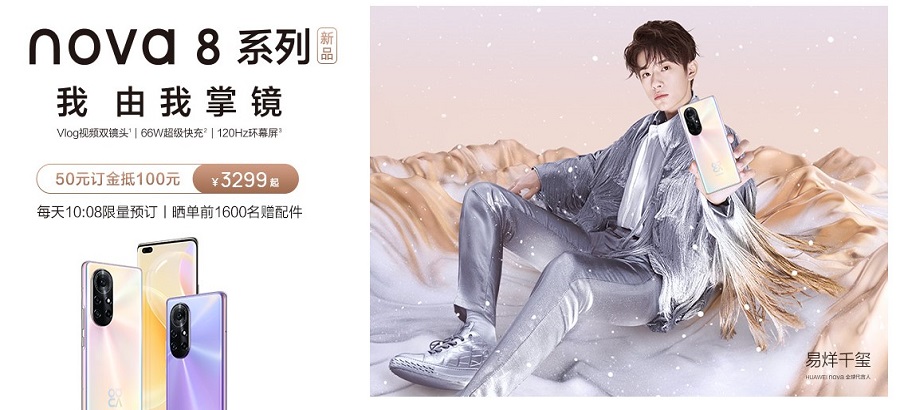 nova 8 系列 新品
我 由我掌镜
Vlog视频双镜头¹ | 66W超级快充² | 120Hz环幕屏³
50元订金抵100元 ¥3299起
每天10:08限量预订 | 晒单前1600名赠配件
易烊千玺
HUAWEI nova 全球代言人